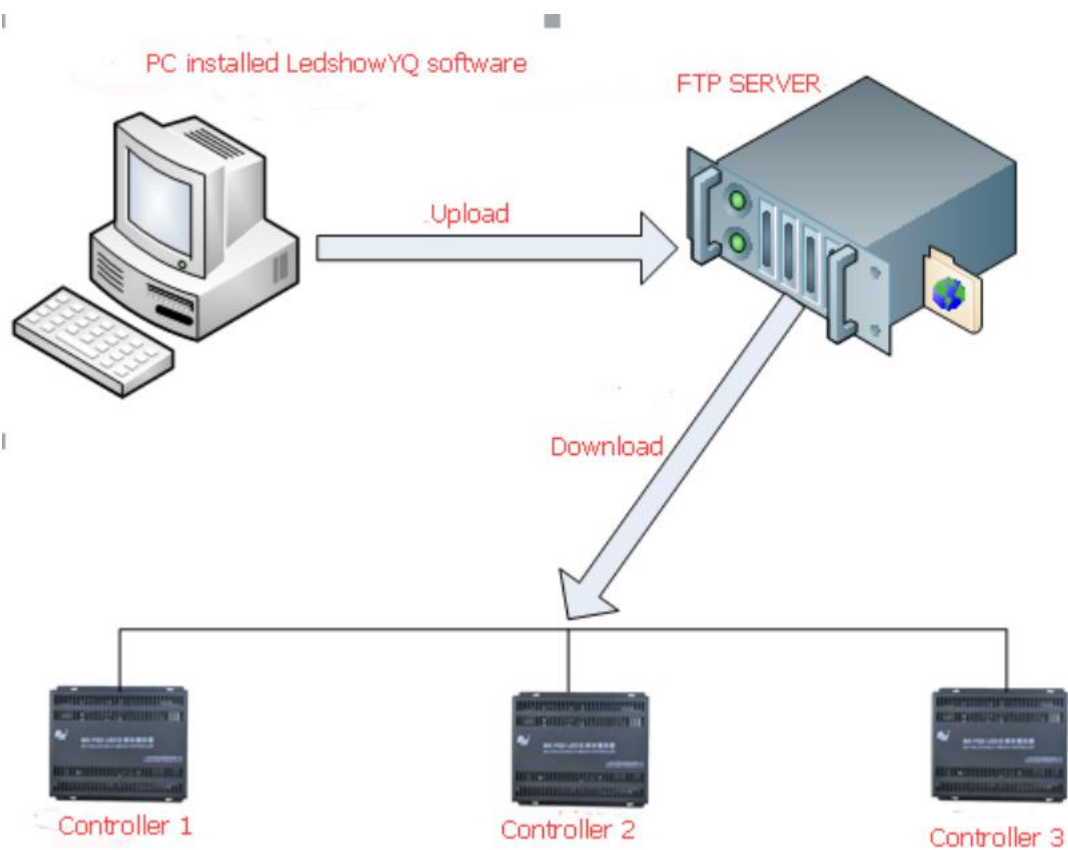 PC installed LedshowYQ software
FTP SERVER
Upload
Download
Controller 1
Controller 2
Controller 3